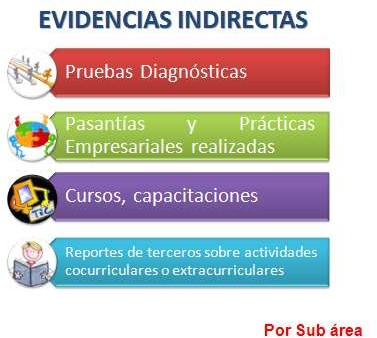 EVIDENCIAS INDIRECTAS
Pruebas Diagnósticas
Pasantías y Prácticas
Empresariales realizadas
Cursos, capacitaciones
Reportes de terceros sobre actividades
cocurriculares o extracurriculares
Por Sub área